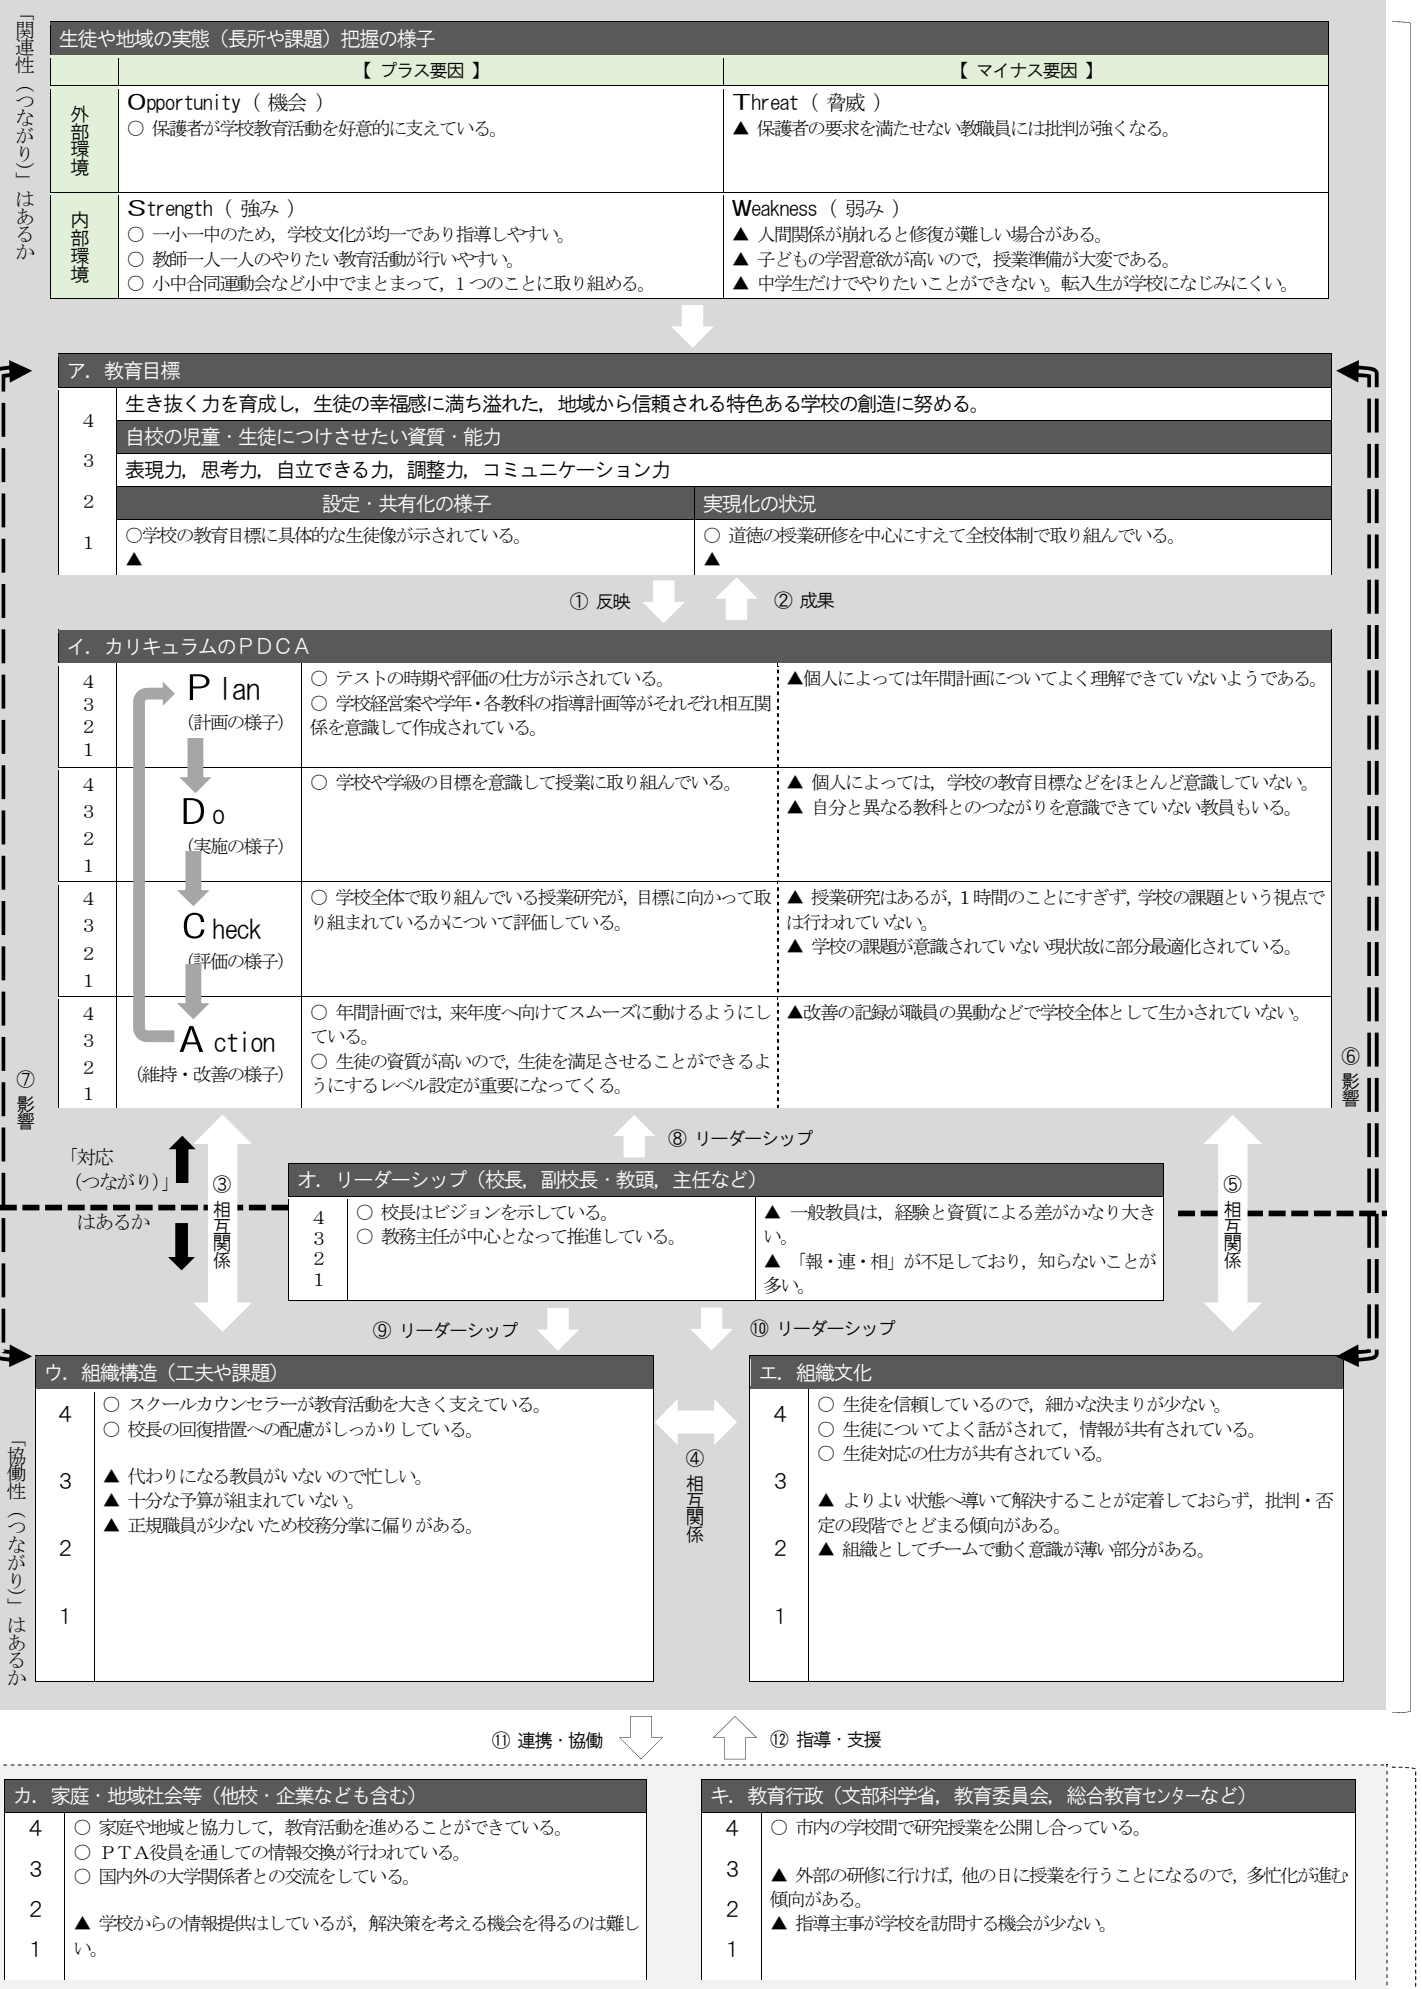 「関連性（つながり）」はあるか
生徒や地域の実態（長所や課題）把握の様子
【 プラス要因 】
【 マイナス要因 】
外部環境
Opportunity（ 機会 ）
○ 保護者が学校教育活動を好意的に支えている。
Threat（ 脅威 ）
▲ 保護者の要求を満たせない教職員には批判が強くなる。
内部環境
Strength（ 強み ）
○ 一小一中のため，学校文化が均一であり指導しやすい。
○ 教師一人一人のやりたい教育活動が行いやすい。
○ 小中合同運動会など小中でまとまって，1つのことに取り組める。
Weakness（ 弱み ）
▲ 人間関係が崩れると修復が難しい場合がある。
▲ 子どもの学習意欲が高いので，授業準備が大変である。
▲ 中学生だけでやりたいことができない。転入生が学校になじみにくい。
ア．教育目標
4
3
2
1
生き抜く力を育成し，生徒の幸福感に満ち溢れた，地域から信頼される特色ある学校の創造に努める。
自校の児童・生徒につけさせたい資質・能力
表現力，思考力，自立できる力，調整力，コミュニケーション力
設定・共有化の様子
実現化の状況
○学校の教育目標に具体的な生徒像が示されている。
▲
○ 道徳の授業研修を中心にすえて全校体制で取り組んでいる。
▲
① 反映
② 成果
イ．カリキュラムのＰＤＣＡ
4
3
2
1
Ｐlan
（計画の様子）
○ テストの時期や評価の仕方が示されている。
○ 学校経営案や学年・各教科の指導計画等がそれぞれ相互関
係を意識して作成されている。
▲個人によっては年間計画についてよく理解できていないようである。
4
3
2
1
Ｄo
（実施の様子）
○ 学校や学級の目標を意識して授業に取り組んでいる。
▲ 個人によっては，学校の教育目標などをほとんど意識していない。
▲ 自分と異なる教科とのつながりを意識できていない教員もいる。
4
3
2
1
Ｃheck
（評価の様子）
○ 学校全体で取り組んでいる授業研究が，目標に向かって取
り組まれているかについて評価している。
▲ 授業研究はあるが，1時間のことにすぎず，学校の課題という視点で
は行われていない。
▲ 学校の課題が意識されていない現状故に部分最適化されている。
4
3
2
1
Ａction
（維持・改善の様子）
○ 年間計画では，来年度へ向けてスムーズに動けるようにし
ている。
○ 生徒の資質が高いので，生徒を満足させることができるよ
うにするレベル設定が重要になってくる。
▲改善の記録が職員の異動などで学校全体として生かされていない。
⑦ 影響
⑥ 影響
「対応
（つながり）」
はあるか
③ 相互関係
⑧ リーダーシップ
⑤ 相互関係
オ．リーダーシップ（校長，副校長・教頭，主任など）
4
3
2
1
○ 校長はビジョンを示している。
○ 教務主任が中心となって推進している。
▲ 一般教員は，経験と資質による差がかなり大き
い。
▲ 「報・連・相」が不足しており，知らないことが
多い。
⑨ リーダーシップ
⑩ リーダーシップ
「協働性（つながり）」はあるか
ウ．組織構造（工夫や課題）
4
3
2
1
○ スクールカウンセラーが教育活動を大きく支えている。
○ 校長の回復措置への配慮がしっかりしている。
▲ 代わりになる教員がいないので忙しい。
▲ 十分な予算が組まれていない。
▲ 正規職員が少ないため校務分掌に偏りがある。
④ 相互関係
エ．組織文化
4
3
2
1
○ 生徒を信頼しているので，細かな決まりが少ない。
○ 生徒についてよく話がされて，情報が共有されている。
○ 生徒対応の仕方が共有されている。
▲ よりよい状態へ導いて解決することが定着しておらず，批判・否
定の段階でとどまる傾向がある。
▲ 組織としてチームで動く意識が薄い部分がある。
⑪ 連携・協働
⑫ 指導・支援
カ．家庭・地域社会等（他校・企業なども含む）
4
3
2
1
○ 家庭や地域と協力して，教育活動を進めることができている。
○ ＰＴＡ役員を通しての情報交換が行われている。
○ 国内外の大学関係者との交流をしている。
▲ 学校からの情報提供はしているが，解決策を考える機会を得るのは難し
い。
キ．教育行政（文部科学省，教育委員会，総合教育センターなど）
4
3
2
1
○ 市内の学校間で研究授業を公開し合っている。
▲ 外部の研修に行けば，他の日に授業を行うことになるので，多忙化が進む
傾向がある。
▲ 指導主事が学校を訪問する機会が少ない。